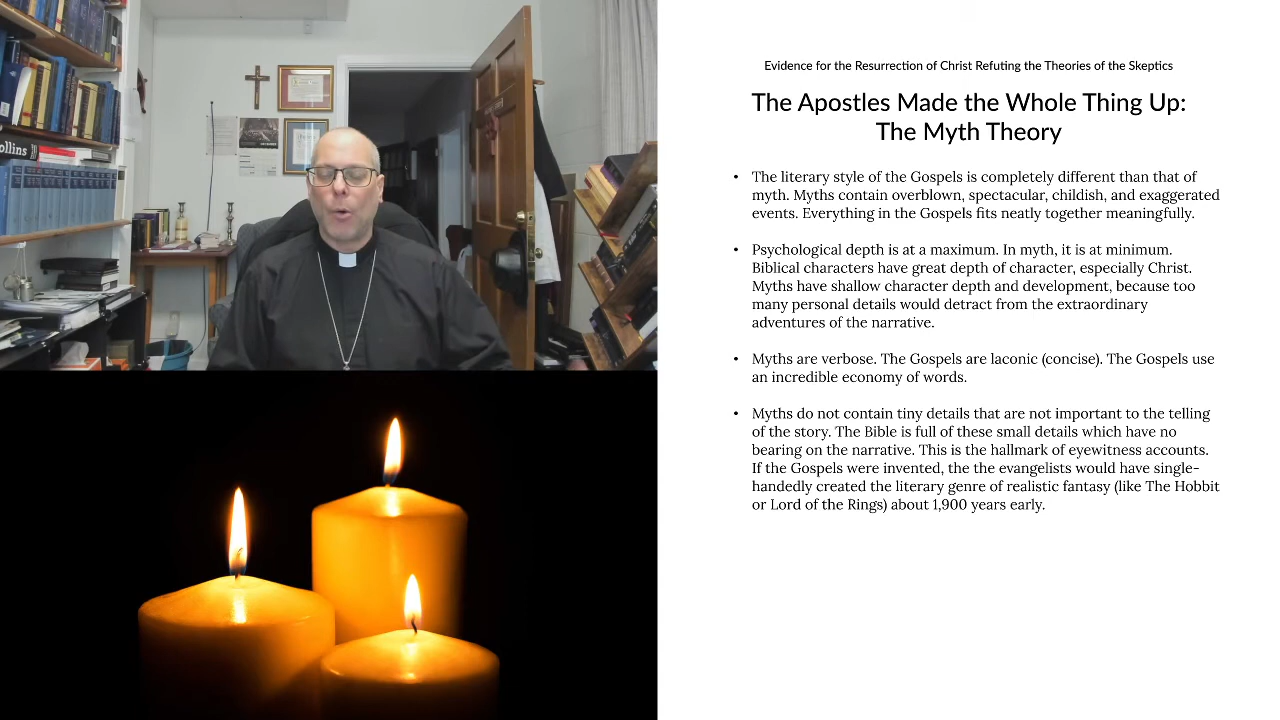 ollins
Evidence for the Resurrection of Christ Refuting the Theories of the Skeptics
The Apostles Made the Whole Thing Up:
The Myth Theory
• The literary style of the Gospels is completely different than that of
myth. Myths contain overblown, spectacular, childish, and exaggerated
events. Everything in the Gospels fits neatly together meaningfully.
• Psychological depth is at a maximum. In myth, it is at minimum.
Biblical characters have great depth of character, especially Christ.
Myths have shallow character depth and development, because too
many personal details would detract from the extraordinary
adventures of the narrative.
• Myths are verbose. The Gospels are laconic (concise). The Gospels use
an incredible economy of words.
• Myths do not contain tiny details that are not important to the telling
of the story. The Bible is full of these small details which have no
bearing on the narrative. This is the hallmark of eyewitness accounts.
If the Gospels were invented, the the evangelists would have single-
handedly created the literary genre of realistic fantasy (like The Hobbit
or Lord of the Rings) about 1,900 years early.